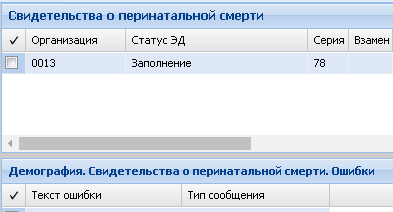 Свидетельства о перинатальной смерти
✓ Организация Статус ЭД Серия Взамен
0013 Заполнение 78
Демография. Свидетельства о перинатальной смерти. Ошибки
✓ Текст ошибки Тип сообщения